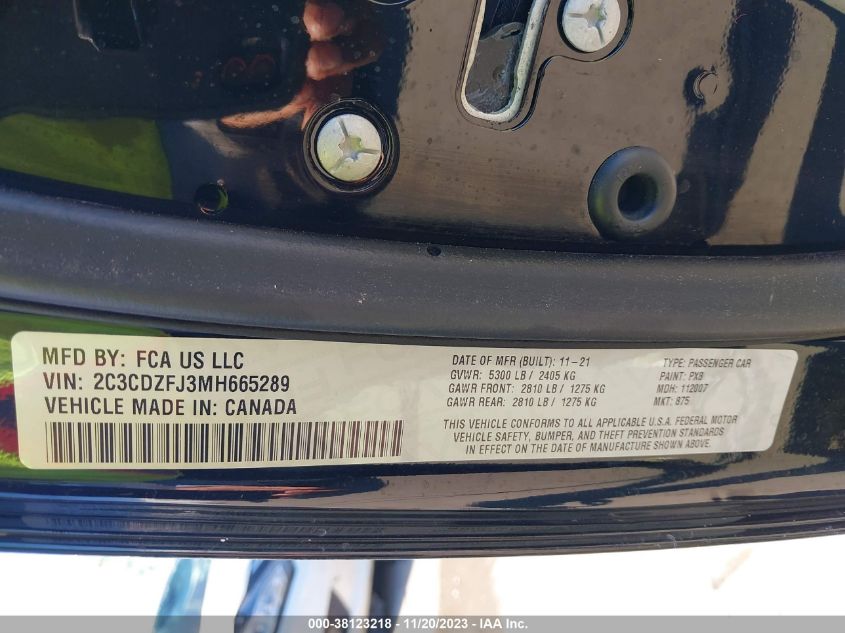 MFD BY: FCA US LLC
VIN: 2C3CDZFJ3MH665289
VEHICLE MADE IN: CANADA
DATE OF MFR (BUILT): 11-21
GVWR: 5300 LB / 2405 KG
GAWR FRONT: 2810 LB / 1275 KG
GAWR REAR: 2810 LB / 1275 KG
TYPE: PASSENGER CAR
PAINT: PX8
MDH: 112007
MKT: 875
THIS VEHICLE CONFORMS TO ALL APPLICABLE U.S.A. FEDERAL MOTOR
VEHICLE SAFETY, BUMPER, AND THEFT PREVENTION STANDARDS
IN EFFECT ON THE DATE OF MANUFACTURE SHOWN ABOVE.
000-38123218 - 11/20/2023 - IAA Inc.